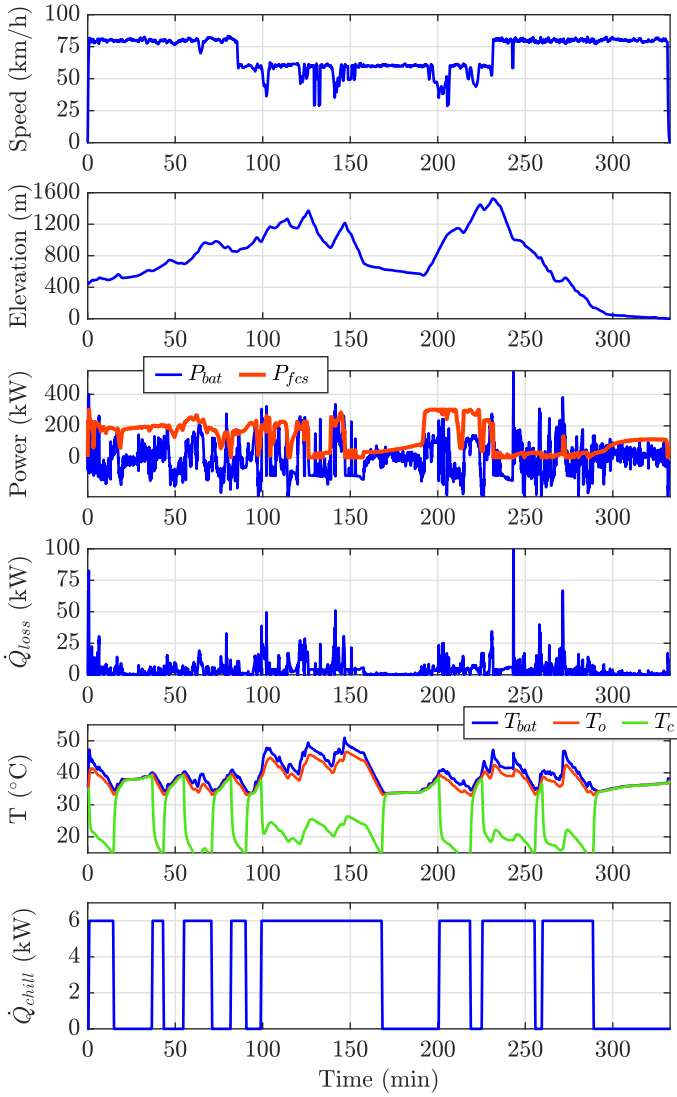 Speed (km/h)
100
75
50
25
0
0 50 100 150 200 250 300
Elevation (m)
1600
1200
800
400
0
0 50 100 150 200 250 300
P_bat P_fcs
Power (kW)
400
200
0
0 50 100 150 200 250 300
Q̇_loss (kW)
100
75
50
25
0
0 50 100 150 200 250 300
T_bat T_o T_c
T (°C)
50
40
30
20
0 50 100 150 200 250 300
Q̇_chill (kW)
6
4
2
0
0 50 100 150 200 250 300
Time (min)